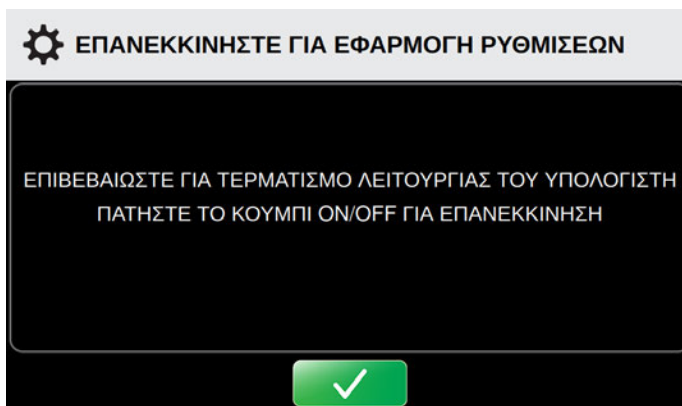 ΕΠΑΝΕΚΚΙΝΗΣΤΕ ΓΙΑ ΕΦΑΡΜΟΓΗ ΡΥΘΜΙΣΕΩΝ
ΕΠΙΒΕΒΑΙΩΣΤΕ ΓΙΑ ΤΕΡΜΑΤΙΣΜΟ ΛΕΙΤΟΥΡΓΙΑΣ ΤΟΥ ΥΠΟΛΟΓΙΣΤΗ
ΠΑΤΗΣΤΕ ΤΟ ΚΟΥΜΠΙ ON/OFF ΓΙΑ ΕΠΑΝΕΚΚΙΝΗΣΗ